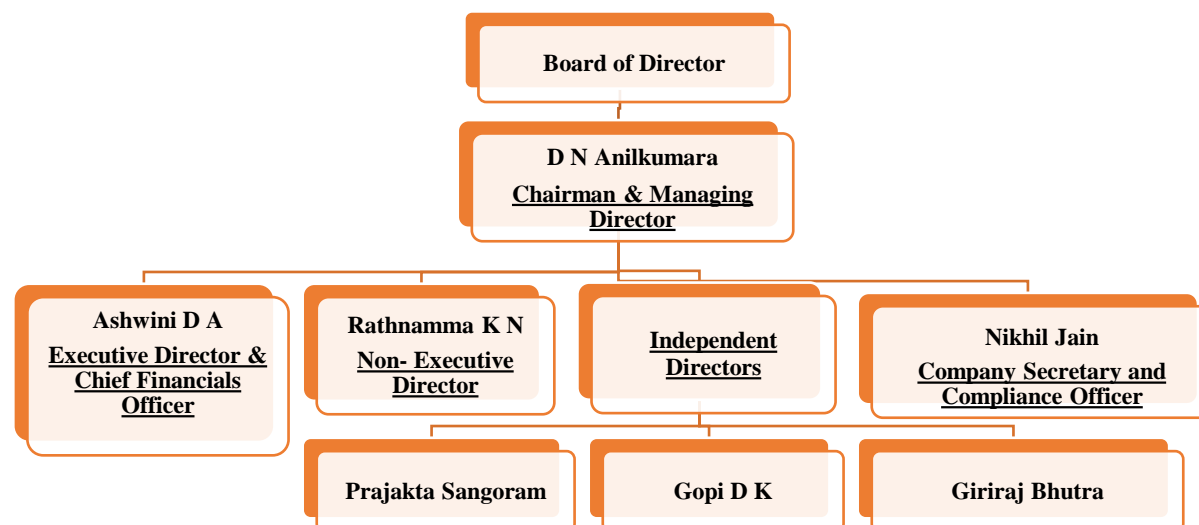 Board of Director
D N Anilkumara
Chairman & Managing
Director
Ashwini D A
Executive Director &
Chief Financials
Officer
Rathnamma K N
Non- Executive
Director
Independent
Directors
Nikhil Jain
Company Secretary and
Compliance Officer
Prajakta Sangoram
Gopi D K
Giriraj Bhutra